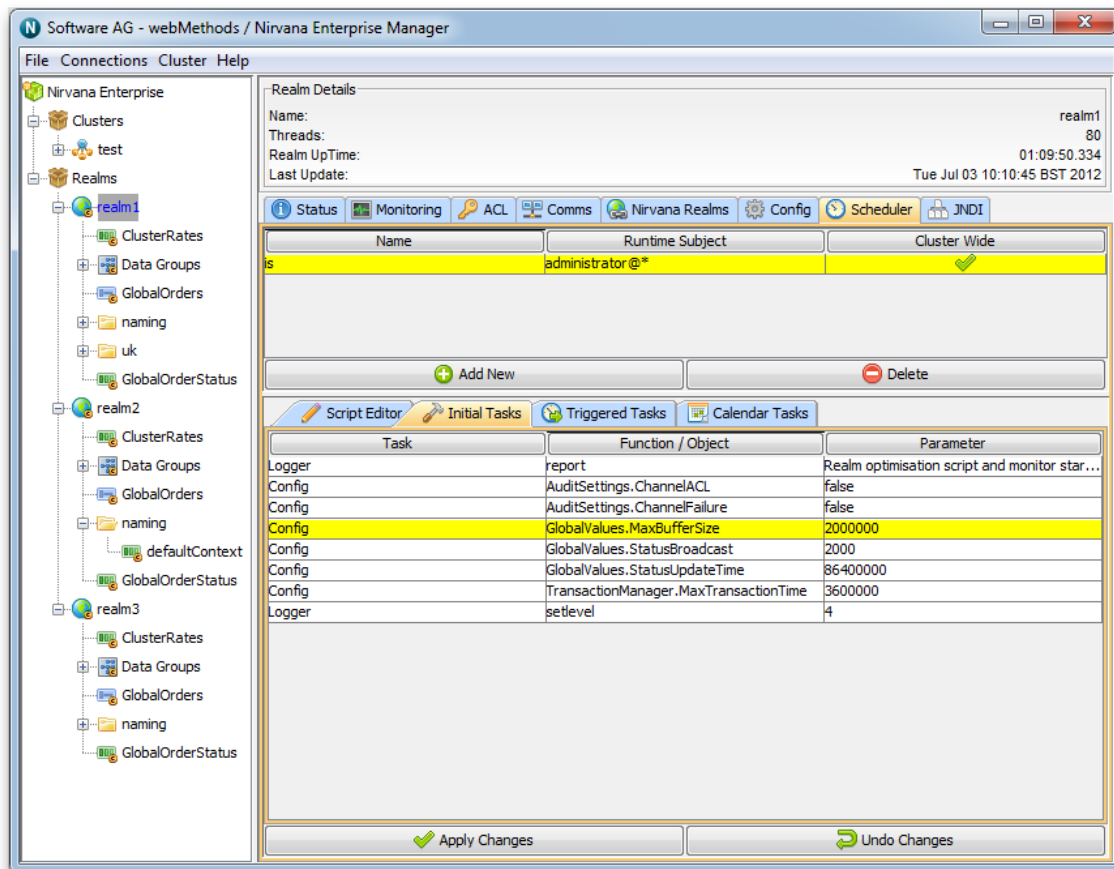 Software AG - webMethods / Nirvana Enterprise Manager
File Connections Cluster Help
Nirvana Enterprise
Clusters
test
Realms
realm1
ClusterRates
Data Groups
GlobalOrders
naming
uk
GlobalOrderStatus
realm2
ClusterRates
Data Groups
GlobalOrders
naming
defaultContext
GlobalOrderStatus
realm3
ClusterRates
Data Groups
GlobalOrders
naming
GlobalOrderStatus
Realm Details
Name: realm1
Threads: 80
Realm UpTime: 01:09:50.334
Last Update: Tue Jul 03 10:10:45 BST 2012
Status Monitoring ACL Comms Nirvana Realms Config Scheduler JNDI
Name Runtime Subject Cluster Wide
is administrator@*
Add New Delete
Script Editor Initial Tasks Triggered Tasks Calendar Tasks
Task Function / Object Parameter
Logger report Realm optimisation script and monitor star...
Config AuditSettings.ChannelACL false
Config AuditSettings.ChannelFailure false
Config GlobalValues.MaxBufferSize 2000000
Config GlobalValues.StatusBroadcast 2000
Config GlobalValues.StatusUpdateTime 86400000
Config TransactionManager.MaxTransactionTime 3600000
Logger setlevel 4
Apply Changes Undo Changes